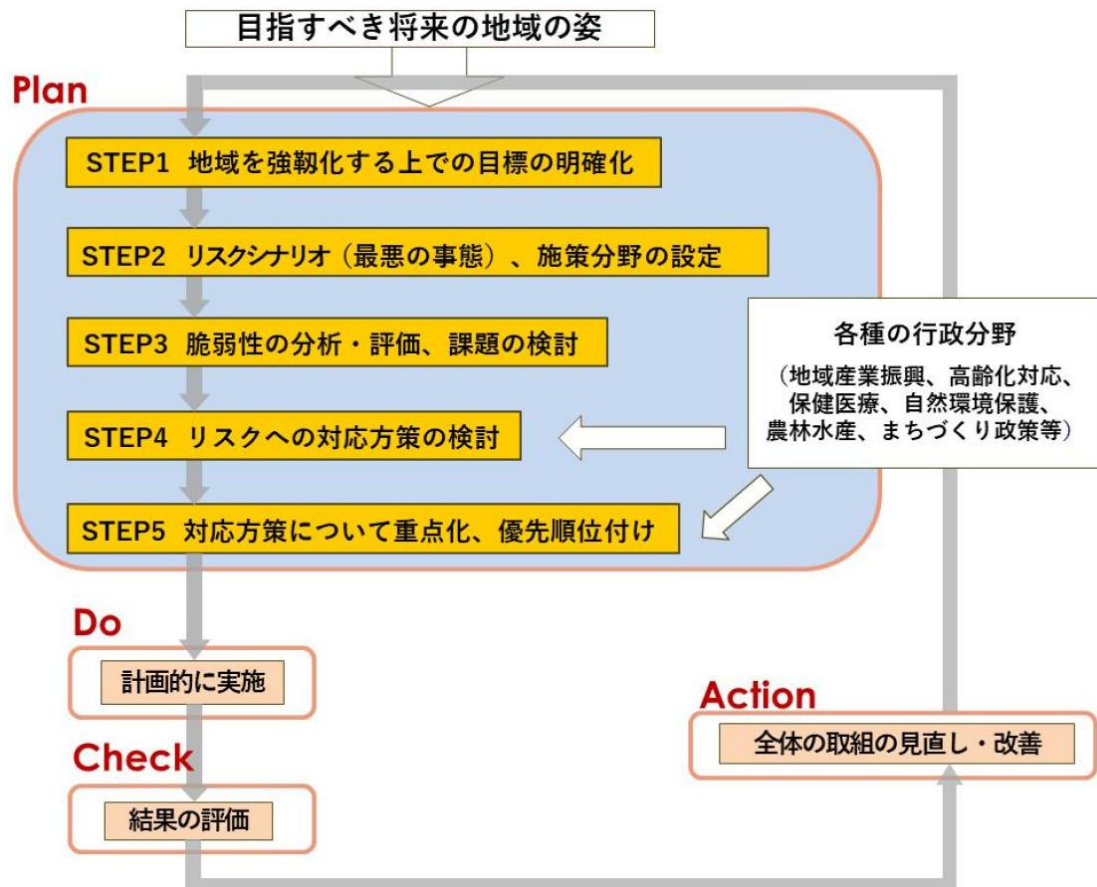 目指すべき将来の地域の姿
Plan
STEP1 地域を強靱化する上での目標の明確化
STEP2 リスクシナリオ（最悪の事態）、施策分野の設定
STEP3 脆弱性の分析・評価、課題の検討
STEP4 リスクへの対応方策の検討
STEP5 対応方策について重点化、優先順位付け
各種の行政分野
（地域産業振興、高齢化対応、
保健医療、自然環境保護、
農林水産、まちづくり政策等）
Do
計画的に実施
Check
結果の評価
Action
全体の取組の見直し・改善